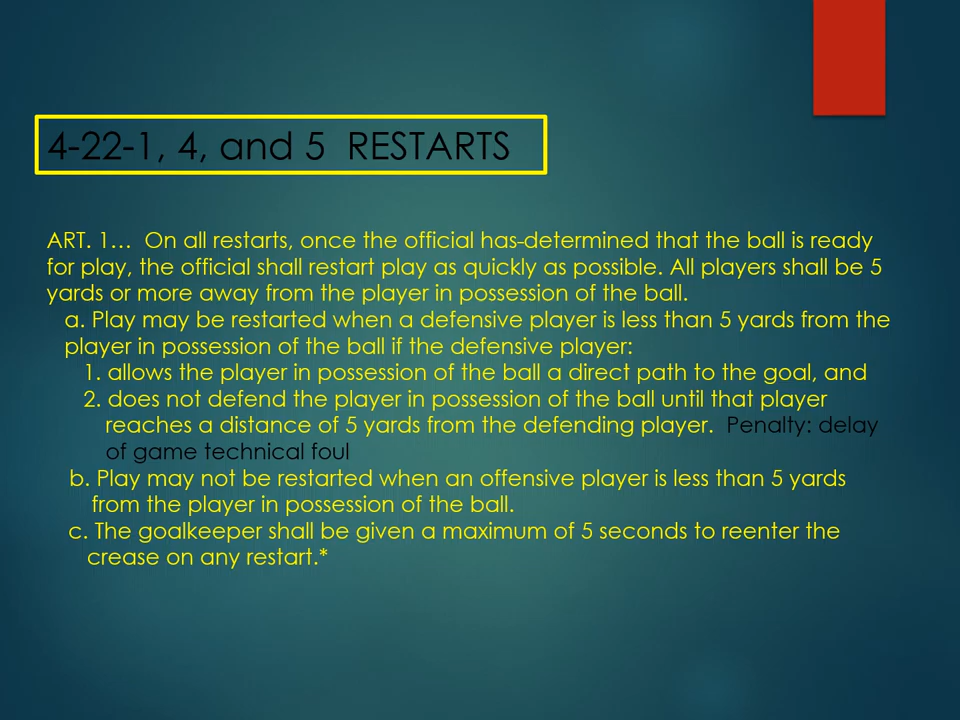 4-22-1, 4, and 5  RESTARTS
ART. 1…  On all restarts, once the official has-determined that the ball is ready
for play, the official shall restart play as quickly as possible. All players shall be 5
yards or more away from the player in possession of the ball.
a. Play may be restarted when a defensive player is less than 5 yards from the
player in possession of the ball if the defensive player:
1. allows the player in possession of the ball a direct path to the goal, and
2. does not defend the player in possession of the ball until that player
reaches a distance of 5 yards from the defending player.  Penalty: delay
of game technical foul
b. Play may not be restarted when an offensive player is less than 5 yards
from the player in possession of the ball.
c. The goalkeeper shall be given a maximum of 5 seconds to reenter the
crease on any restart.*